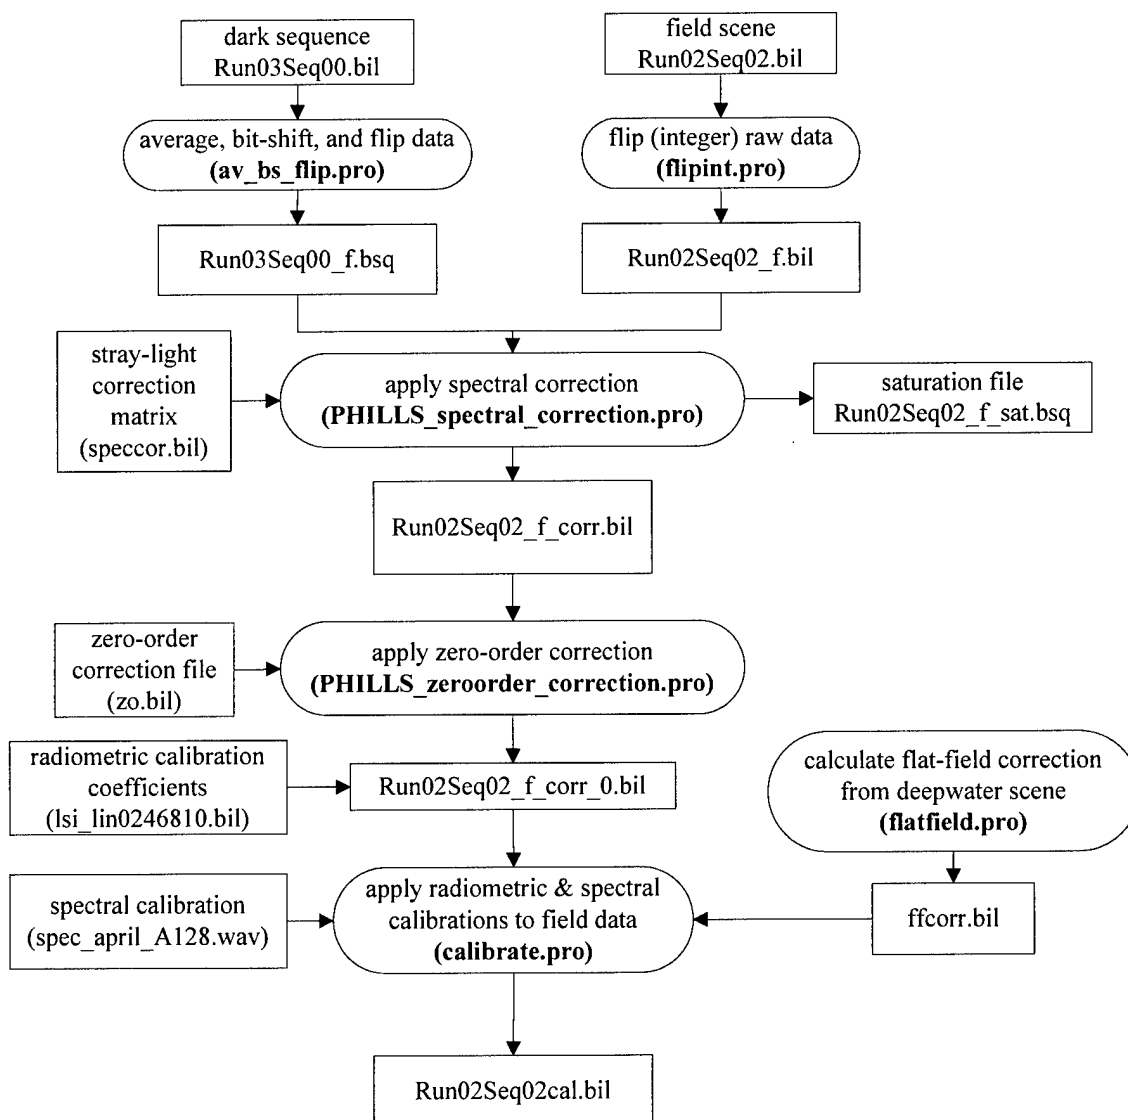 dark sequence
Run03Seq00.bil
field scene
Run02Seq02.bil
average, bit-shift, and flip data
(av_bs_flip.pro)
flip (integer) raw data
(flipint.pro)
Run03Seq00_f.bsq
Run02Seq02_f.bil
stray-light
correction
matrix
(speccor.bil)
apply spectral correction
(PHILLS_spectral_correction.pro)
saturation file
Run02Seq02_f_sat.bsq
Run02Seq02_f_corr.bil
zero-order
correction file
(zo.bil)
apply zero-order correction
(PHILLS_zeroorder_correction.pro)
radiometric calibration
coefficients
(lsi_lin0246810.bil)
Run02Seq02_f_corr_0.bil
calculate flat-field correction
from deepwater scene
(flatfield.pro)
spectral calibration
(spec_april_A128.wav)
apply radiometric & spectral
calibrations to field data
(calibrate.pro)
ffcorr.bil
Run02Seq02cal.bil